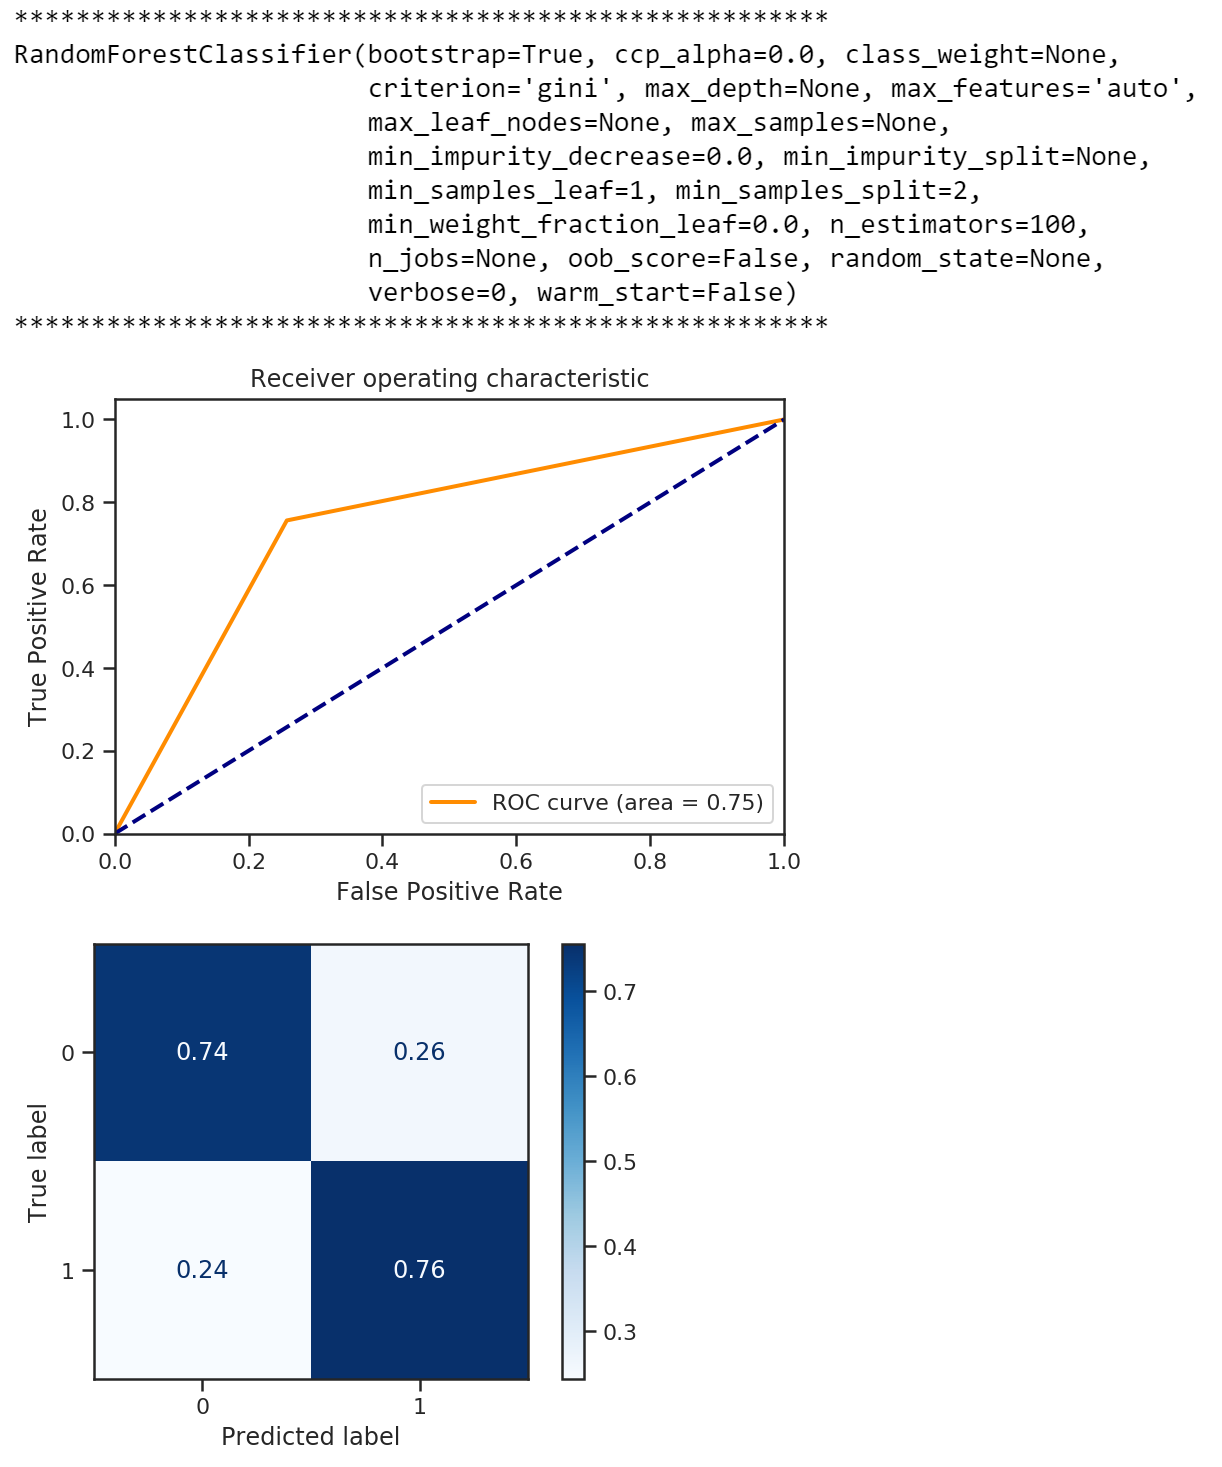 *****************************************************
RandomForestClassifier(bootstrap=True, ccp_alpha=0.0, class_weight=None,
criterion='gini', max_depth=None, max_features='auto',
max_leaf_nodes=None, max_samples=None,
min_impurity_decrease=0.0, min_impurity_split=None,
min_samples_leaf=1, min_samples_split=2,
min_weight_fraction_leaf=0.0, n_estimators=100,
n_jobs=None, oob_score=False, random_state=None,
verbose=0, warm_start=False)
*****************************************************
Receiver operating characteristic
1.0
0.8
0.6
0.4
0.2
0.0
True Positive Rate
ROC curve (area = 0.75)
0.0 0.2 0.4 0.6 0.8 1.0
False Positive Rate
0.74 0.26
0.24 0.76
0
1
True label
0 1
Predicted label
0.7
0.6
0.5
0.4
0.3